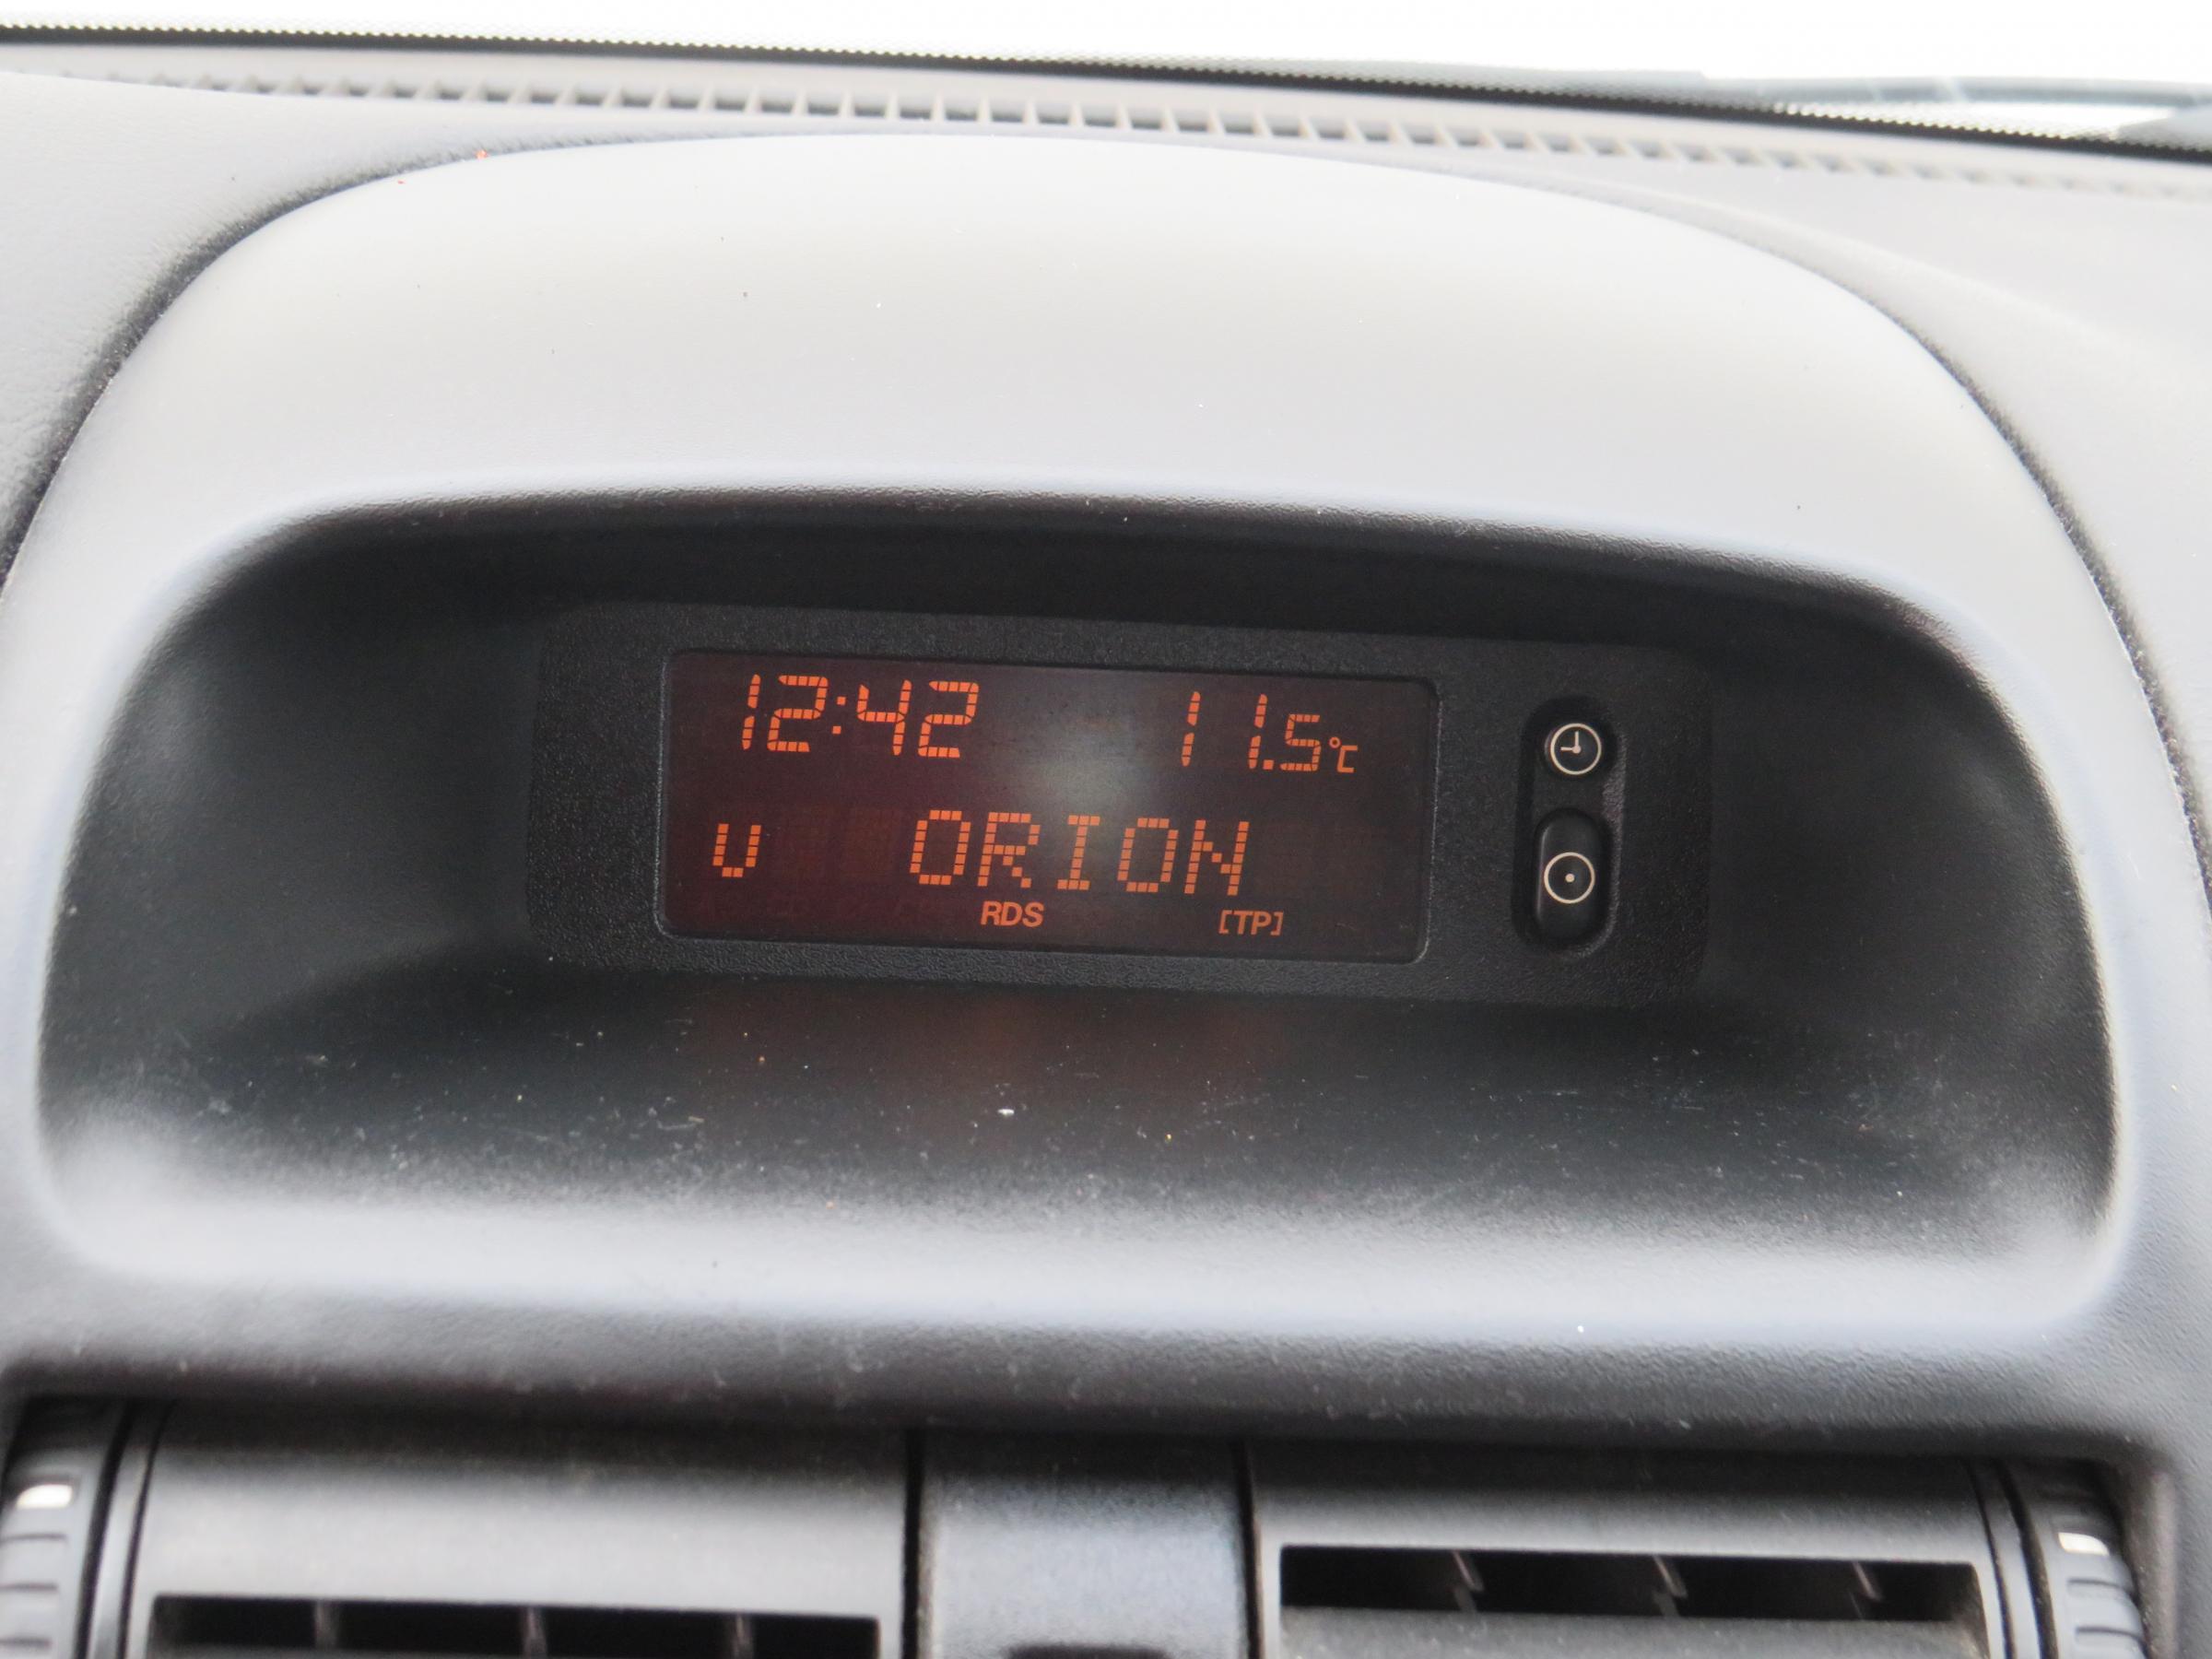 12:42 11.5°C
U ORION
RDS [TP]